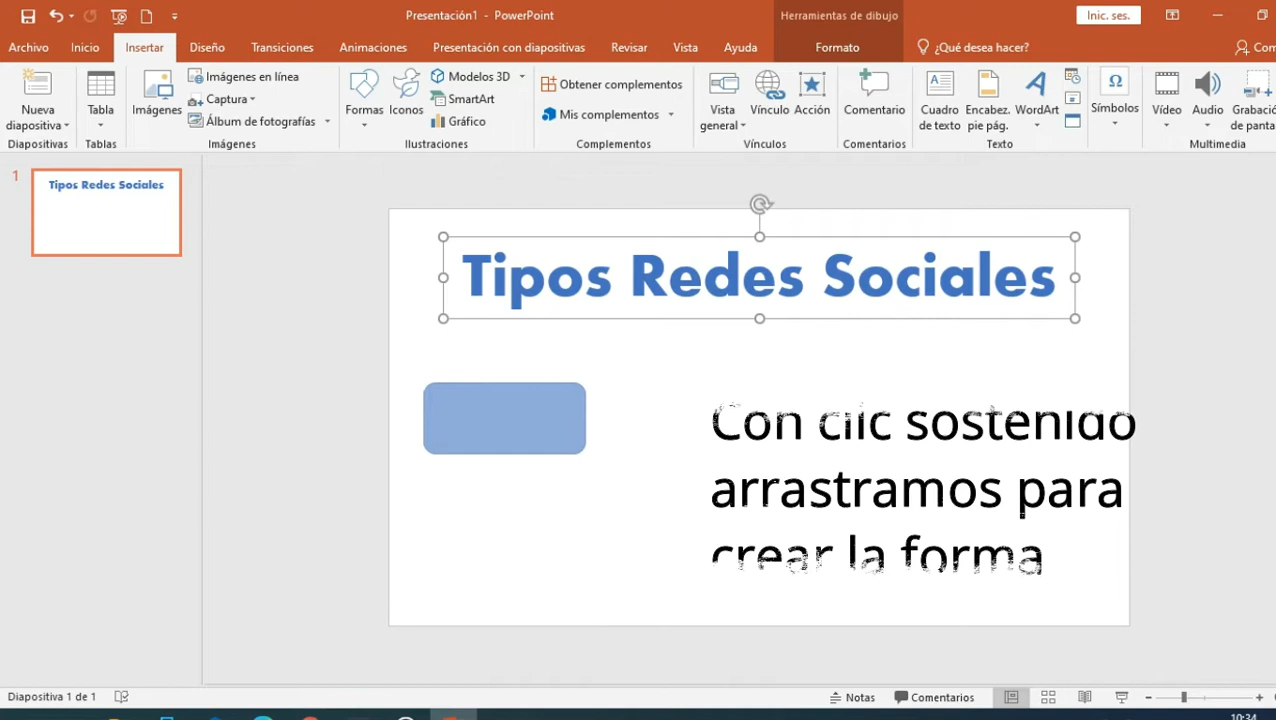 Presentación1 - PowerPoint
Herramientas de dibujo
Inic. ses.
Archivo Inicio Insertar Diseño Transiciones Animaciones Presentación con diapositivas Revisar Vista Ayuda Formato ¿Qué desea hacer?
Nueva diapositiva
Tabla
Imágenes
Imágenes en línea
Captura
Álbum de fotografías
Formas
Iconos
Modelos 3D
SmartArt
Gráfico
Obtener complementos
Mis complementos
Vista general
Vínculo
Acción
Comentario
Cuadro de texto
Encabez. pie pág.
WordArt
Símbolos
Vídeo
Audio
Diapositivas Tablas Imágenes Ilustraciones Complementos Vínculos Comentarios Texto Multimedia
1
Tipos Redes Sociales
Tipos Redes Sociales
Con clic sostenido
arrastramos para
crear la forma
Diapositiva 1 de 1
Notas
Comentarios
10:34